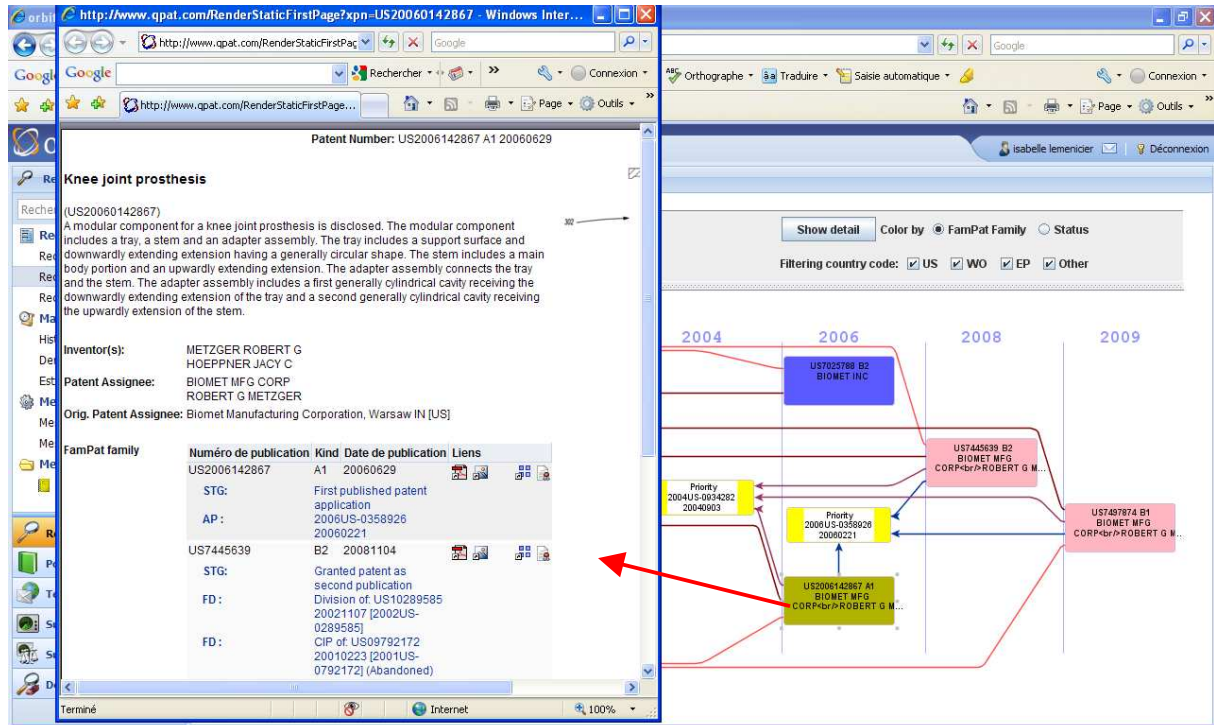 http://www.qpat.com/RenderStaticFirstPage?xpn=US20060142867 - Windows Inter...
http://www.qpat.com/RenderStaticFirstPag
Google
Google
Google
Google
Rechercher
Connexion
Orthographe
Traduire
Saisie automatique
Connexion
http://www.qpat.com/RenderStaticFirstPage...
Page
Outils
Page
Outils
isabelle lemenicier
Déconnexion
Patent Number: US2006142867 A1 20060629
Knee joint prosthesis
(US20060142867)
A modular component for a knee joint prosthesis is disclosed. The modular component
includes a tray, a stem and an adapter assembly. The tray includes a support surface and
downwardly extending extension having a generally circular shape. The stem includes a main
body portion and an upwardly extending extension. The adapter assembly connects the tray
and the stem. The adapter assembly includes a first generally cylindrical cavity receiving the
downwardly extending extension of the tray and a second generally cylindrical cavity receiving
the upwardly extension of the stem.
302
Inventor(s): METZGER ROBERT G
HOEPPNER JACY C
Patent Assignee: BIOMET MFG CORP
ROBERT G METZGER
Orig. Patent Assignee: Biomet Manufacturing Corporation, Warsaw IN [US]
FamPat family
Numéro de publication Kind Date de publication Liens
US2006142867 A1 20060629
STG: First published patent
application
AP : 2006US-0358926
20060221
US7445639 B2 20081104
STG: Granted patent as
second publication
FD : Division of: US10289585
20021107 [2002US-
0289585]
FD : CIP of: US09792172
20010223 [2001US-
0792172] (Abandoned)
Terminé
Internet
100%
Show detail Color by FamPat Family Status
Filtering country code: US WO EP Other
2004 2006 2008 2009
US7025788 B2
BIOMET INC
US7445639 B2
BIOMET MFG
CORP<br/>ROBERT G M...
Priority
2004US-0934282
20040903
Priority
2006US-0358926
20060221
US7497874 B1
BIOMET MFG
CORP<br/>ROBERT G M...
US2006142867 A1
BIOMET MFG
CORP<br/>ROBERT G M...